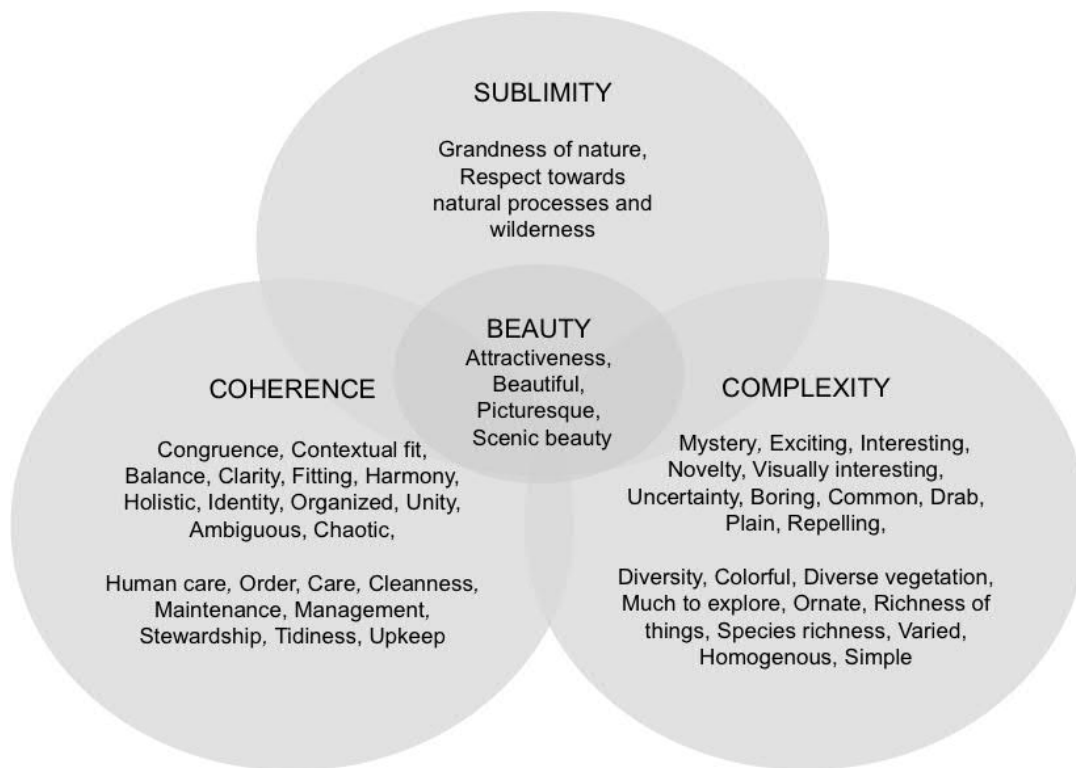 SUBLIMITY
Grandness of nature,
Respect towards
natural processes and
wilderness
BEAUTY
Attractiveness,
Beautiful,
Picturesque,
Scenic beauty
COHERENCE
Congruence, Contextual fit,
Balance, Clarity, Fitting, Harmony,
Holistic, Identity, Organized, Unity,
Ambiguous, Chaotic,
Human care, Order, Care, Cleanness,
Maintenance, Management,
Stewardship, Tidiness, Upkeep
COMPLEXITY
Mystery, Exciting, Interesting,
Novelty, Visually interesting,
Uncertainty, Boring, Common, Drab,
Plain, Repelling,
Diversity, Colorful, Diverse vegetation,
Much to explore, Ornate, Richness of
things, Species richness, Varied,
Homogenous, Simple